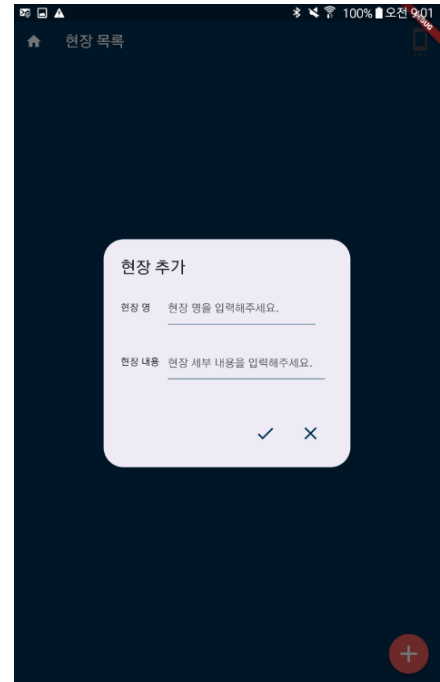 100% 오전 9:01
현장 목록
현장 추가
현장 명 현장 명을 입력해주세요.
현장 내용 현장 세부 내용을 입력해주세요.